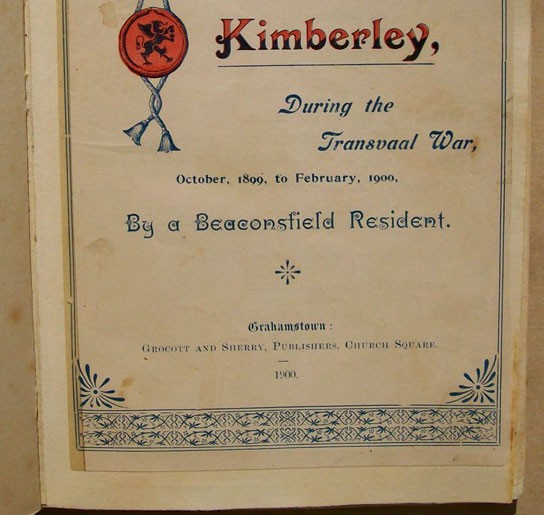 Kimberley,
During the
Transvaal War,
October, 1899, to February, 1900,
By a Beaconsfield Resident.
Grahamstown:
Grocott and Sherry, Publishers, Church Square.
1900.